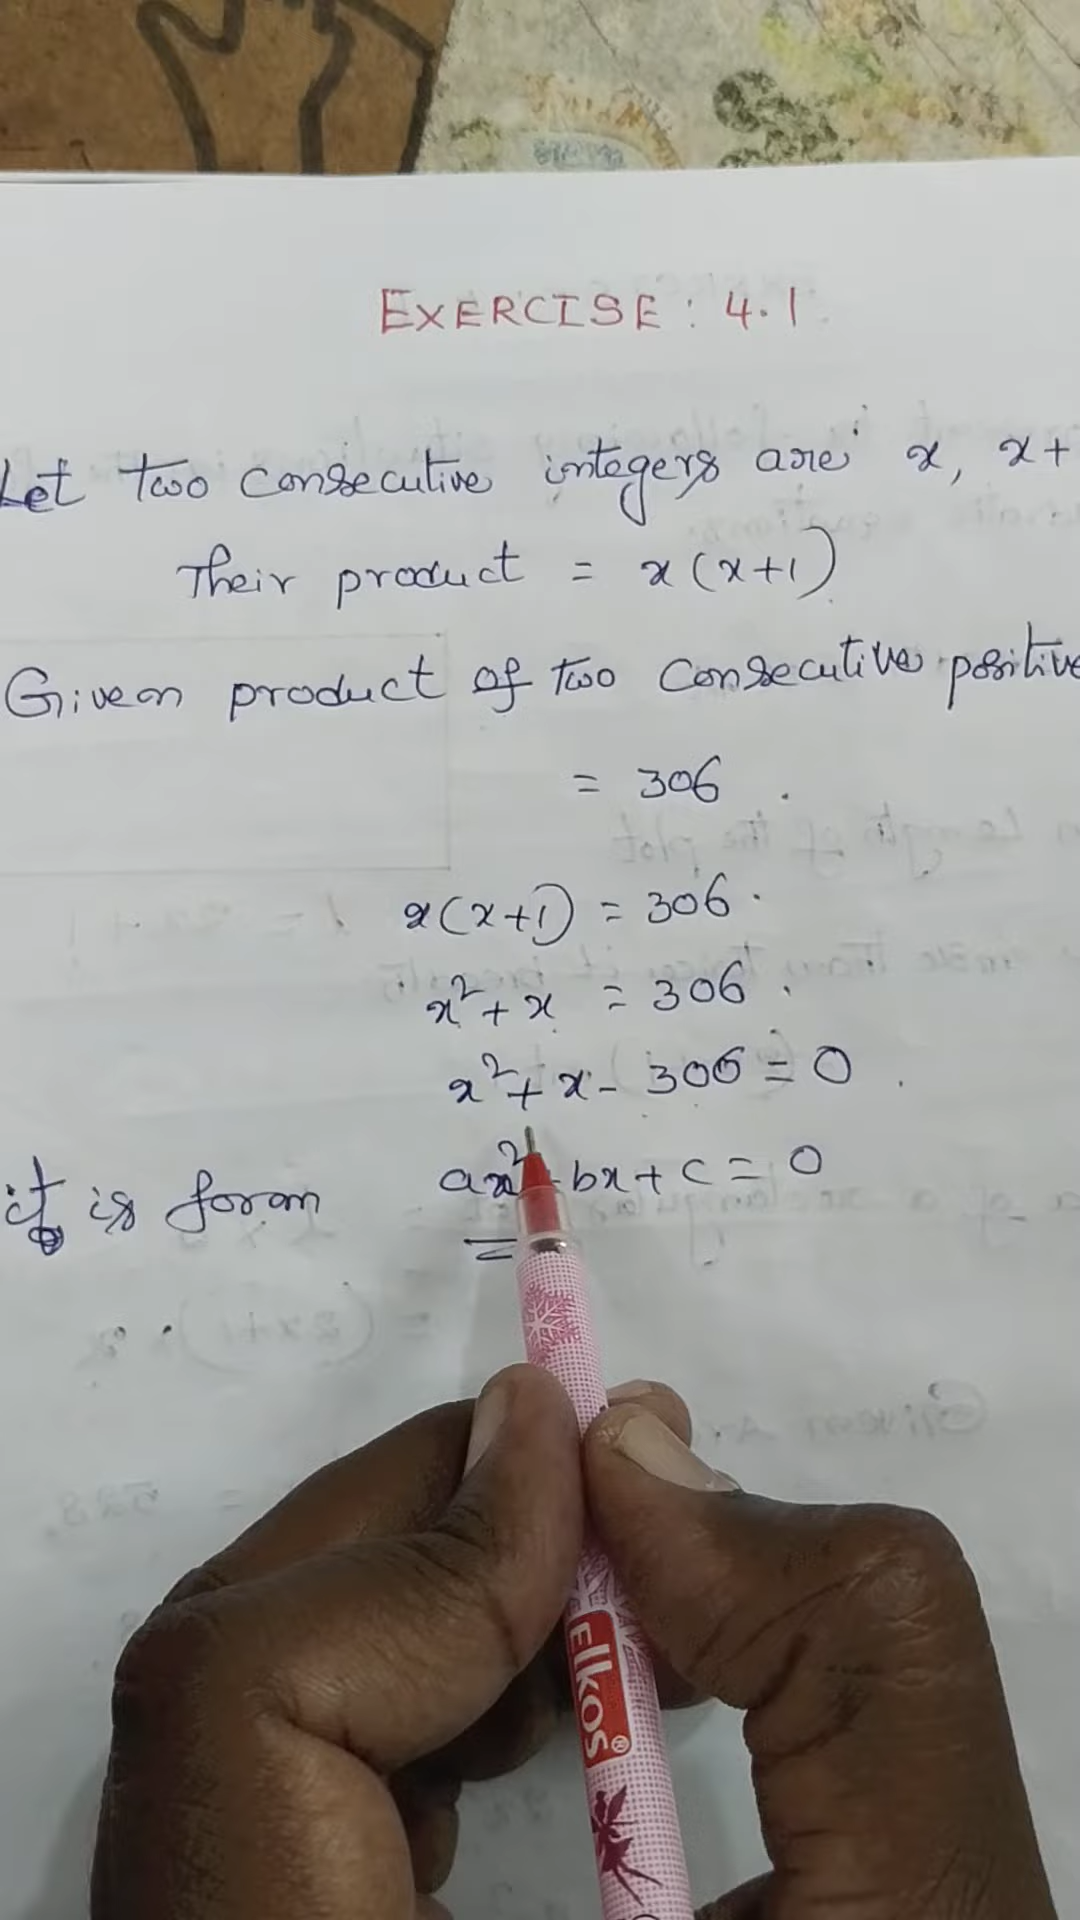 EXERCISE : 4.1
Let two consecutive integers are x, x+
Their product = x(x+1)
Given product of two consecutive positive
= 306
x(x+1) = 306
x²+x = 306
x²+x-306=0
it is form ax²+bx+c=0
Elkos®